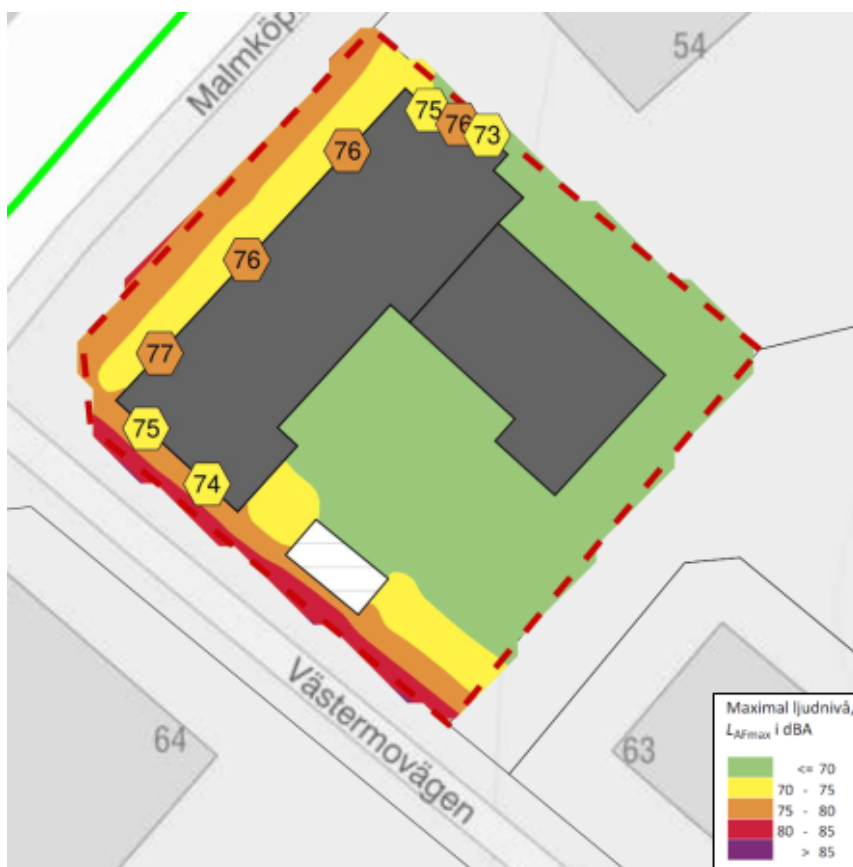 54
Malmköp
75
76
73
76
76
77
75
74
Västermovägen
64
63
Maximal ljudnivå,
LAFmax i dBA
<= 70
70 - 75
75 - 80
80 - 85
> 85